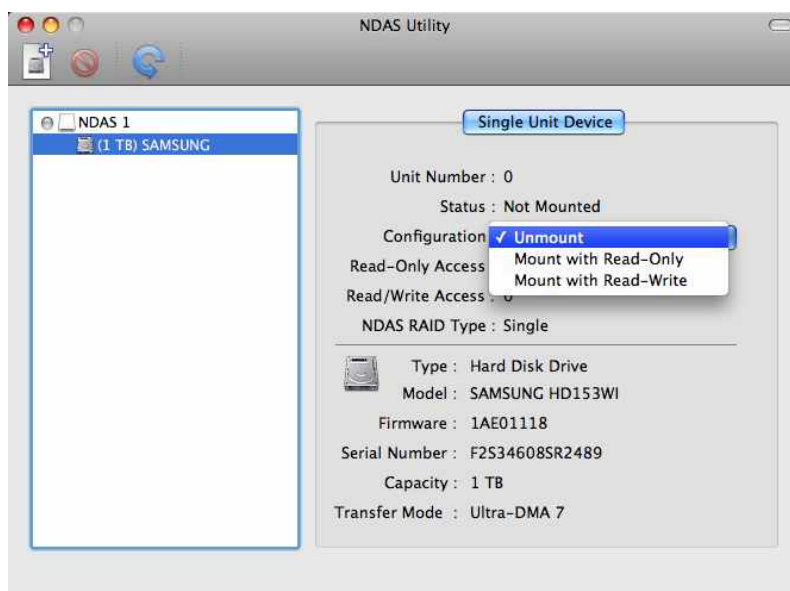 NDAS Utility
NDAS 1
(1 TB) SAMSUNG
Single Unit Device
Unit Number : 0
Status : Not Mounted
Configuration ✓ Unmount
Mount with Read-Only
Mount with Read-Write
Read-Only Access
Read/Write Access : 0
NDAS RAID Type : Single
Type : Hard Disk Drive
Model : SAMSUNG HD153WI
Firmware : 1AE01118
Serial Number : F2S34608SR2489
Capacity : 1 TB
Transfer Mode : Ultra-DMA 7